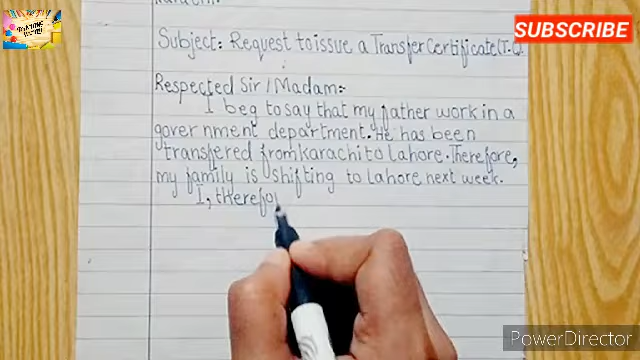 Karachi.
SUBSCRIBE
Subject: Request to issue a Transfer Certificate (T.C).
Respected Sir / Madam:-
I beg to say that my father work in a
government department. He has been
transfered from karachi to Lahore. Therefore,
my family is shifting to Lahore next week.
I, therefo
PowerDirector